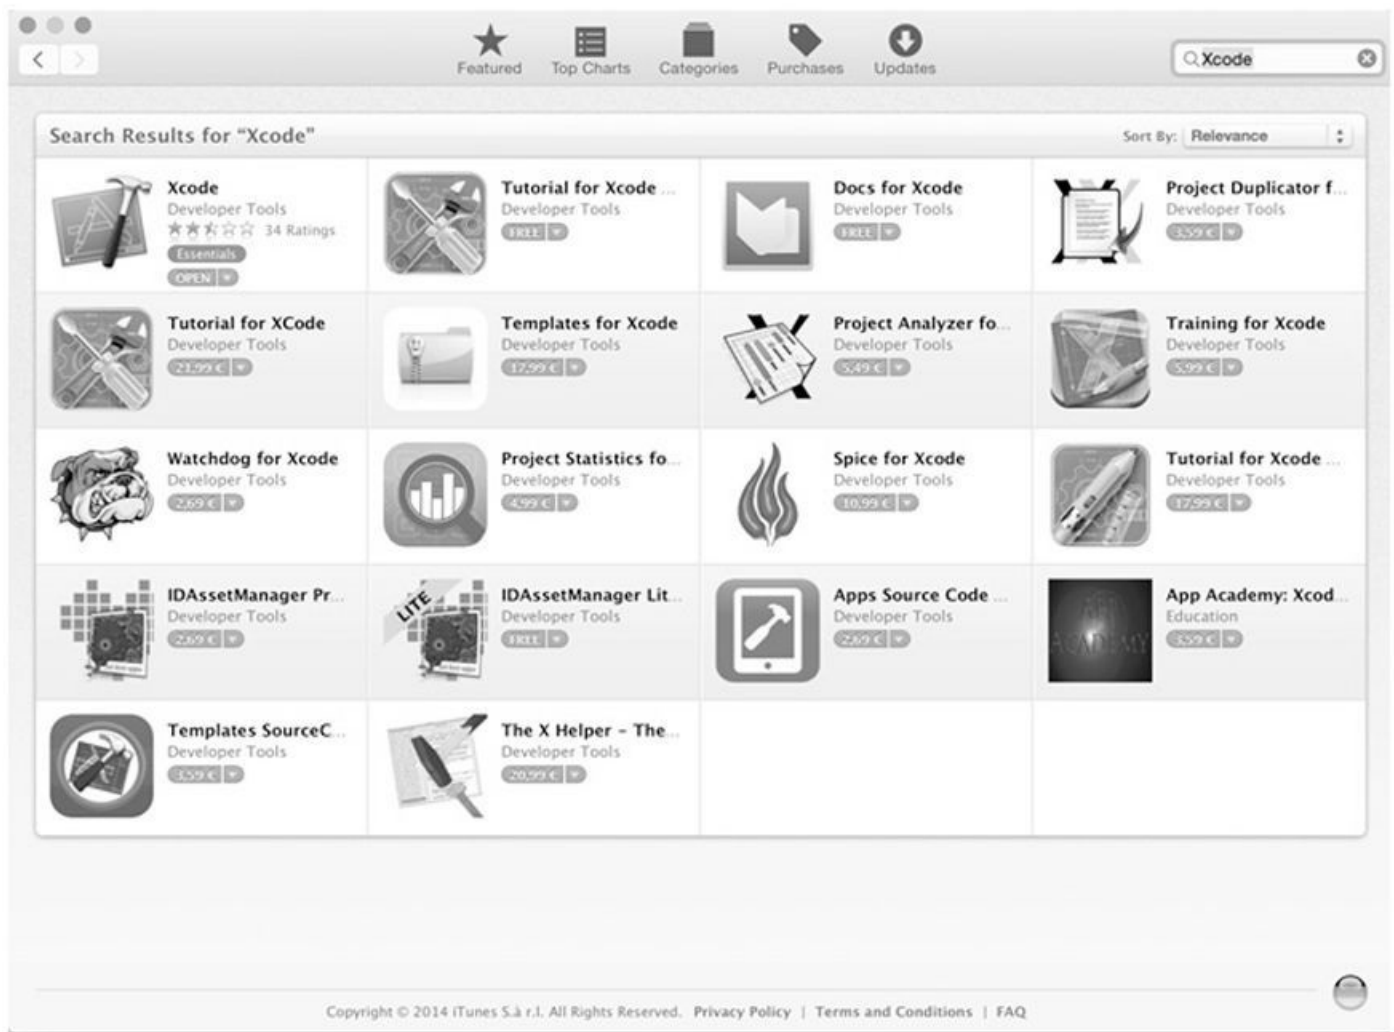 Featured
Top Charts
Categories
Purchases
Updates
Xcode
Search Results for “Xcode”
Sort By: Relevance
Xcode
Developer Tools
34 Ratings
Essentials
OPEN
Tutorial for Xcode ...
Developer Tools
FREE
Docs for Xcode
Developer Tools
FREE
Project Duplicator f...
Developer Tools
3,59 €
Tutorial for XCode
Developer Tools
21,99 €
Templates for Xcode
Developer Tools
17,99 €
Project Analyzer fo...
Developer Tools
5,49 €
Training for Xcode
Developer Tools
5,99 €
Watchdog for Xcode
Developer Tools
2,69 €
Project Statistics fo...
Developer Tools
4,99 €
Spice for Xcode
Developer Tools
10,99 €
Tutorial for Xcode ...
Developer Tools
17,99 €
IDAssetManager Pr...
Developer Tools
2,69 €
LITE
IDAssetManager Lit...
Developer Tools
FREE
Apps Source Code ...
Developer Tools
2,69 €
APP
ACADEMY
App Academy: Xcod...
Education
3,59 €
Templates SourceC...
Developer Tools
3,59 €
The X Helper – The...
Developer Tools
20,99 €
Copyright © 2014 iTunes S.à r.l. All Rights Reserved. Privacy Policy | Terms and Conditions | FAQ